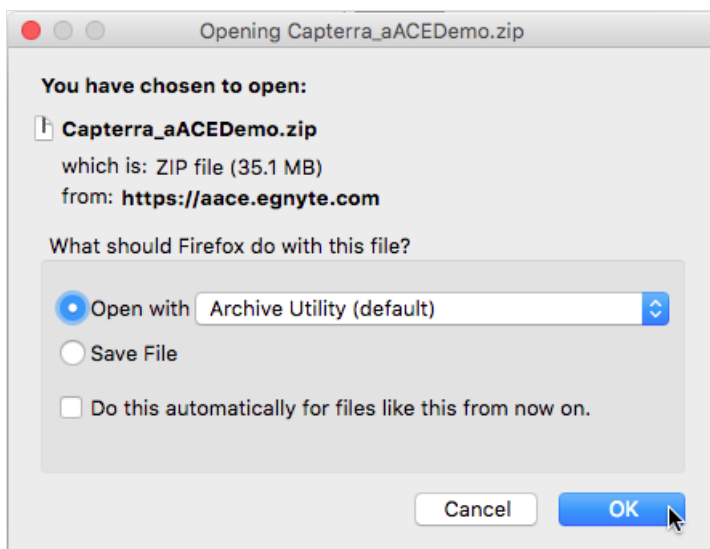 Opening Capterra_aACEDemo.zip
You have chosen to open:
Capterra_aACEDemo.zip
which is: ZIP file (35.1 MB)
from: https://aace.egnyte.com
What should Firefox do with this file?
Open with Archive Utility (default)
Save File
Do this automatically for files like this from now on.
Cancel OK